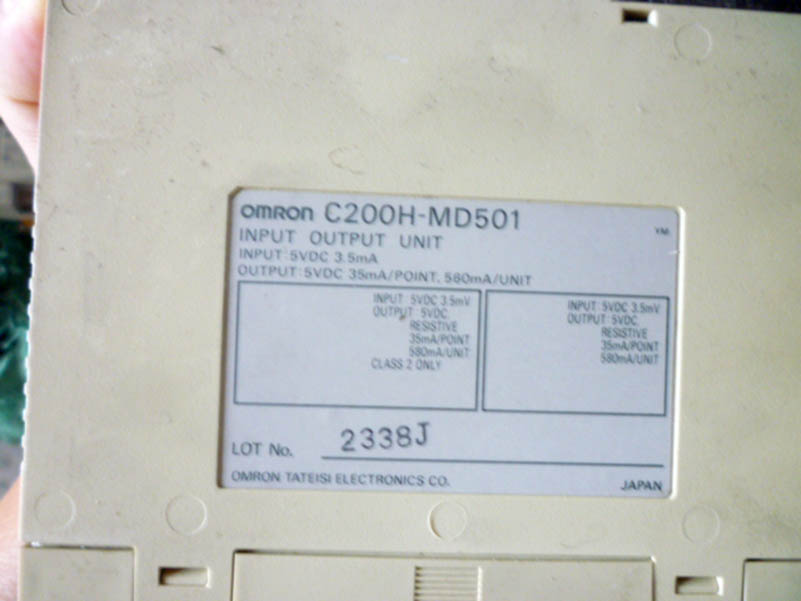 OMRON C200H-MD501
YM
INPUT OUTPUT UNIT
INPUT: 5VDC 3.5mA
OUTPUT: 5VDC 35mA/POINT, 560mA/UNIT
INPUT : 5VDC 3.5mV
OUTPUT : 5VDC,
RESISTIVE
35mA/POINT
580mA/UNIT
CLASS 2 ONLY
INPUT : 5VDC 3.5mV
OUTPUT : 5VDC,
RESISTIVE
35mA/POINT
580mA/UNIT
LOT No. 2338J
OMRON TATEISI ELECTRONICS CO. JAPAN